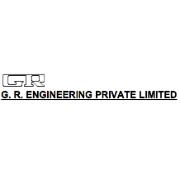 GR
G. R. ENGINEERING PRIVATE LIMITED